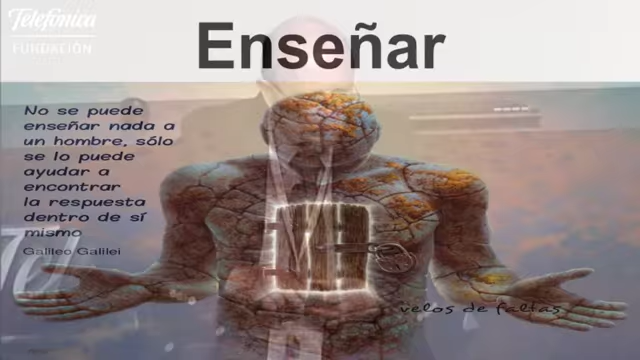 Telefónica
FUNDACIÓN
Enseñar
No se puede
enseñar nada a
un hombre, sólo
se lo puede
ayudar a
encontrar
la respuesta
dentro de sí
mismo
Galileo Galilei
velos de faltas